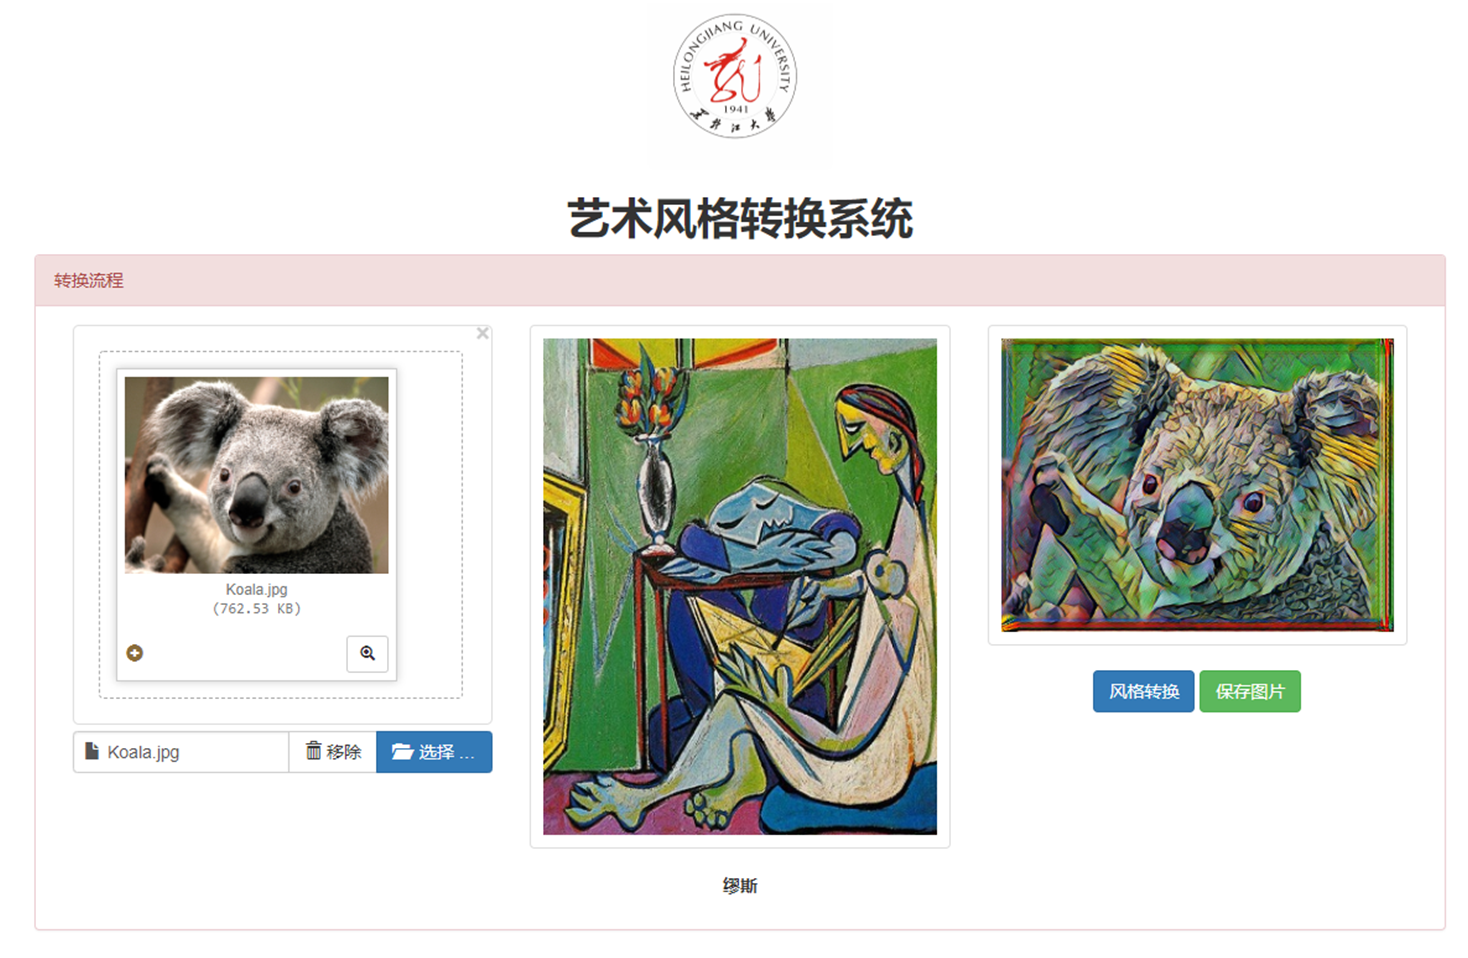 HEILONGJIANG UNIVERSITY
1941
黑龙江大学
艺术风格转换系统
转换流程
×
Koala.jpg
(762.53 KB)
Koala.jpg
移除
选择 ...
缪斯
风格转换
保存图片